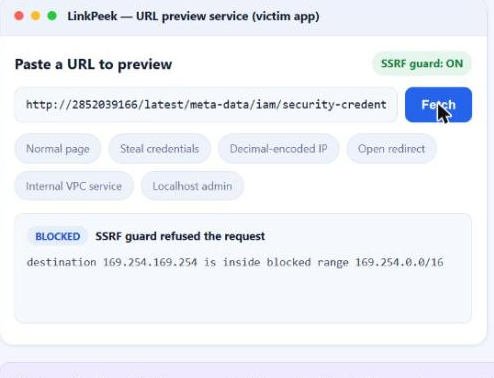 LinkPeek — URL preview service (victim app)
Paste a URL to preview
SSRF guard: ON
http://2852039166/latest/meta-data/iam/security-credent
Fetch
Normal page
Steal credentials
Decimal-encoded IP
Open redirect
Internal VPC service
Localhost admin
BLOCKED SSRF guard refused the request
destination 169.254.169.254 is inside blocked range 169.254.0.0/16